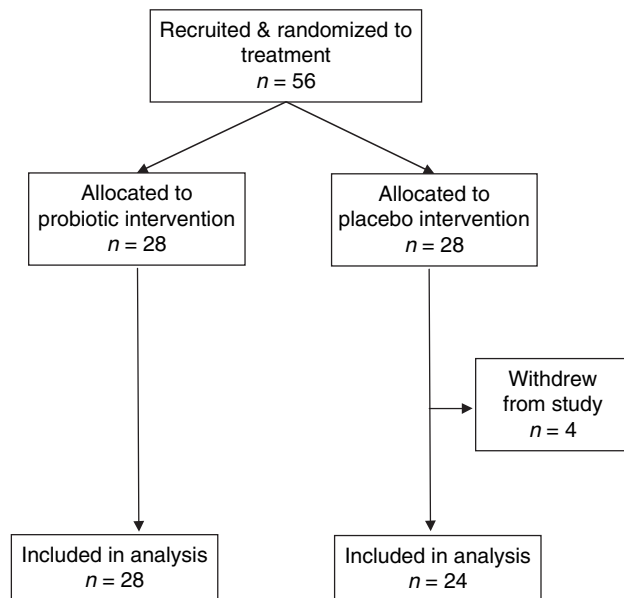 Recruited & randomized to
treatment
n = 56
Allocated to
probiotic intervention
n = 28
Allocated to
placebo intervention
n = 28
Withdrew
from study
n = 4
Included in analysis
n = 28
Included in analysis
n = 24